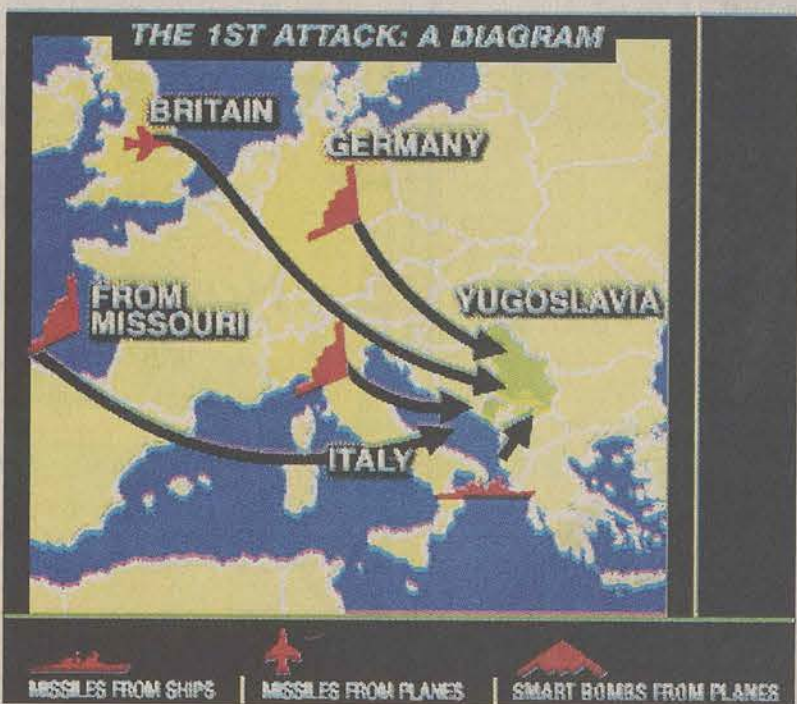 THE 1ST ATTACK: A DIAGRAM
BRITAIN
GERMANY
FROM
MISSOURI
YUGOSLAVIA
ITALY
MISSILES FROM SHIPS
MISSILES FROM PLANES
SMART BOMBS FROM PLANES